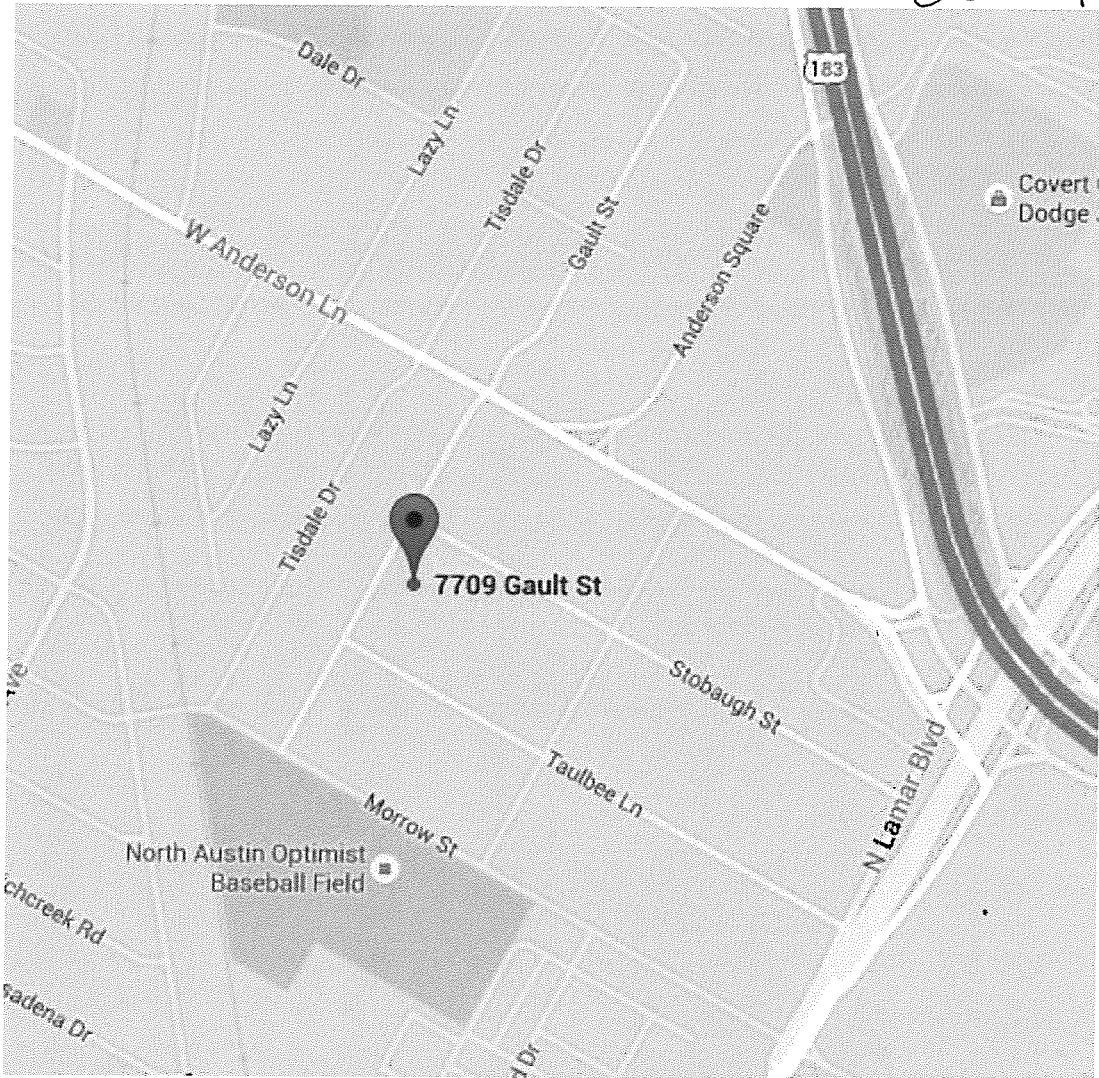 Dale Dr
Lazy Ln
Tisdale Dr
Gault St
183
Covert
Dodge
W Anderson Ln
Anderson Square
Lazy Ln
Tisdale Dr
7709 Gault St
Stobaugh St
Taulbee Ln
N Lamar Blvd
Morrow St
North Austin Optimist
Baseball Field
chcreek Rd
sadena Dr
Dr